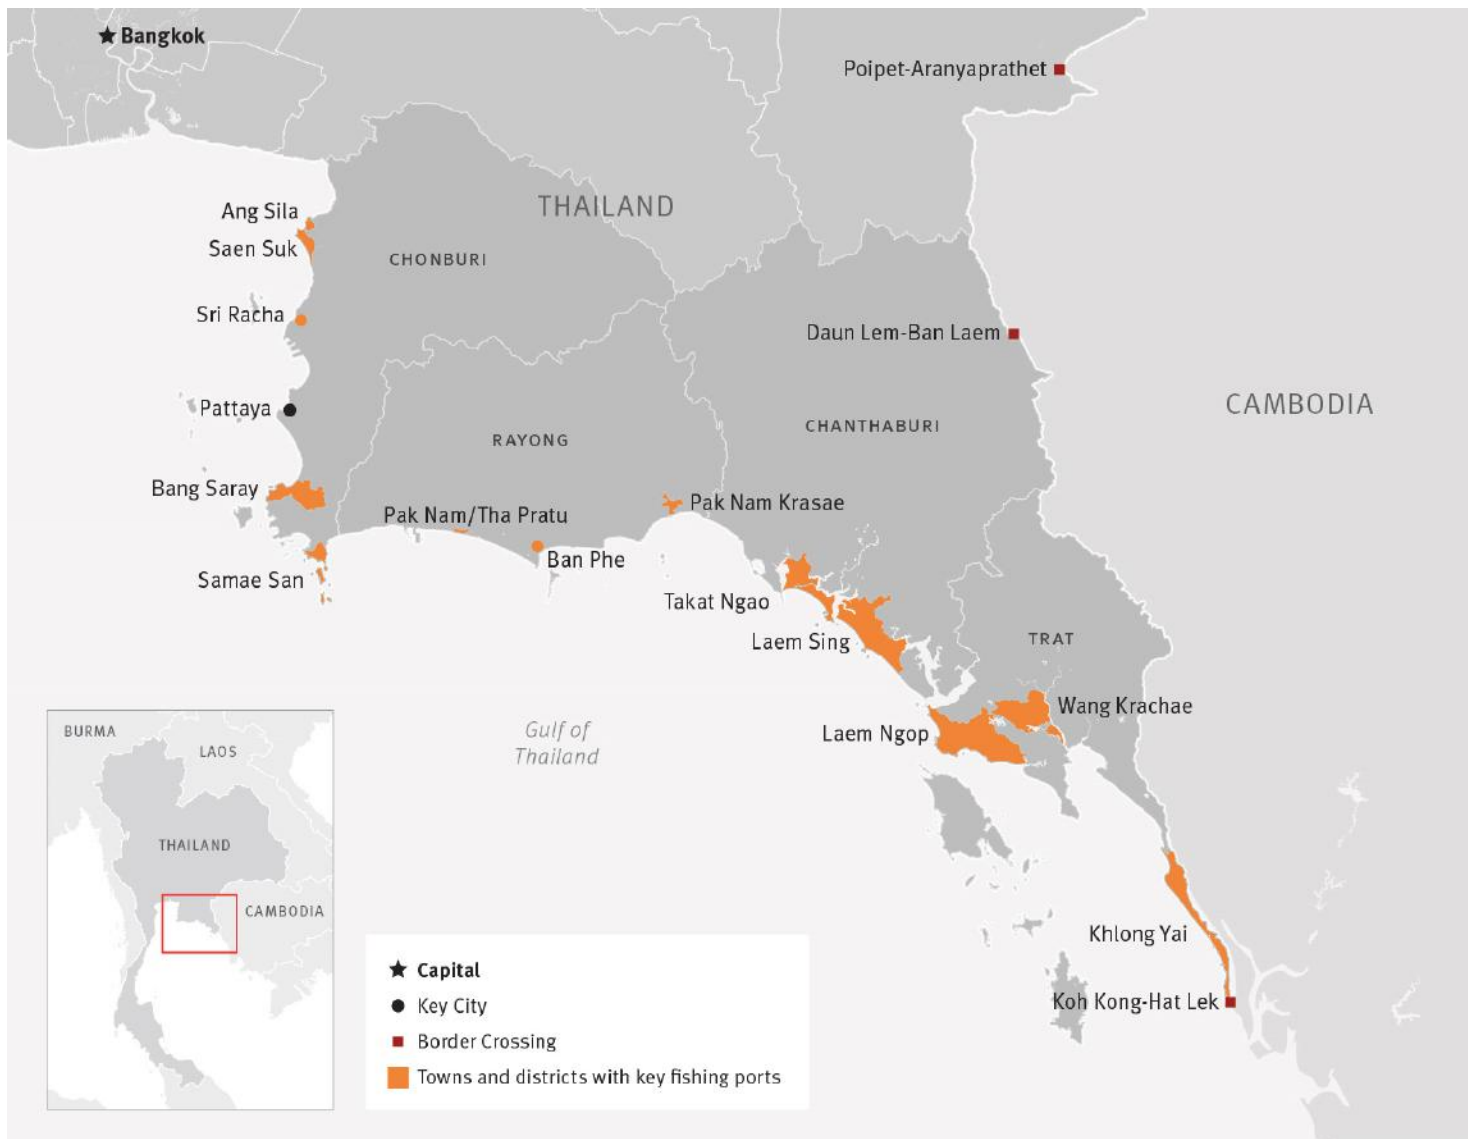 Bangkok
Poipet-Aranyaprathet
THAILAND
Ang Sila
Saen Suk
CHONBURI
Sri Racha
Daun Lem-Ban Laem
Pattaya
CAMBODIA
RAYONG
CHANTHABURI
Bang Saray
Pak Nam/Tha Pratu
Pak Nam Krasae
Ban Phe
Samae San
Takat Ngao
Laem Sing
TRAT
Wang Krachae
Laem Ngop
Gulf of
Thailand
Khlong Yai
Koh Kong-Hat Lek
BURMA
LAOS
THAILAND
CAMBODIA
Capital
Key City
Border Crossing
Towns and districts with key fishing ports